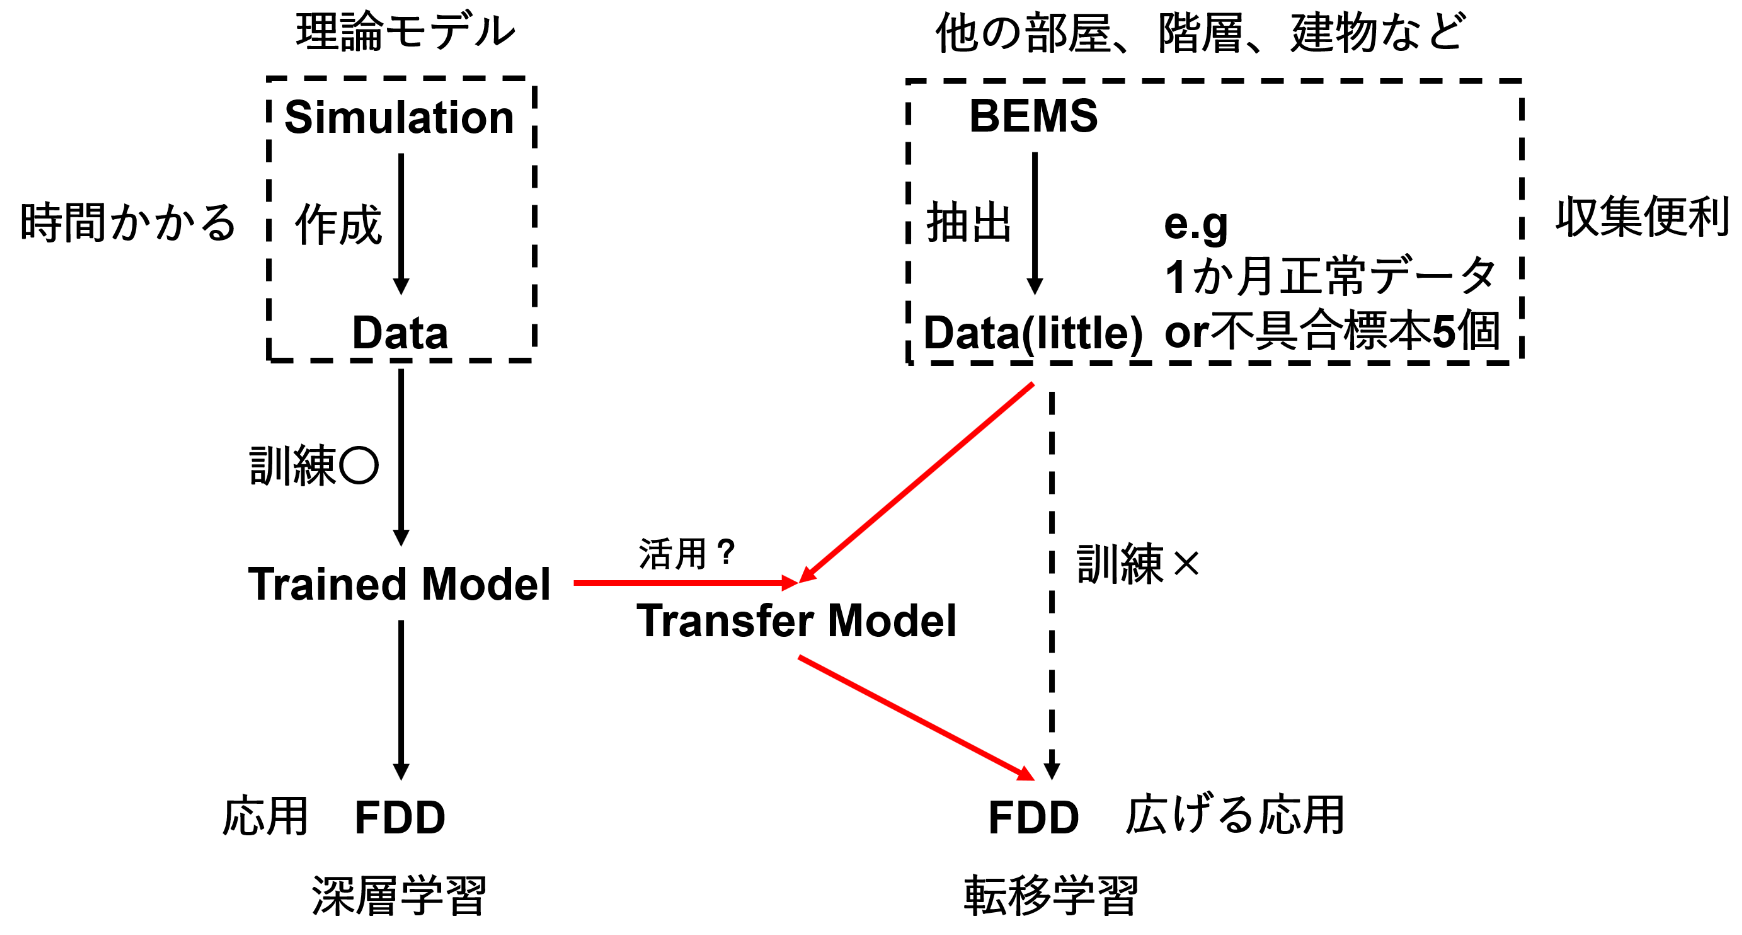 理論モデル
他の部屋、階層、建物など
Simulation
BEMS
時間かかる
作成
抽出
e.g
1か月正常データ
or不具合標本5個
収集便利
Data
Data(little)
訓練〇
活用？
訓練×
Trained Model
Transfer Model
応用 FDD
FDD 広げる応用
深層学習
転移学習